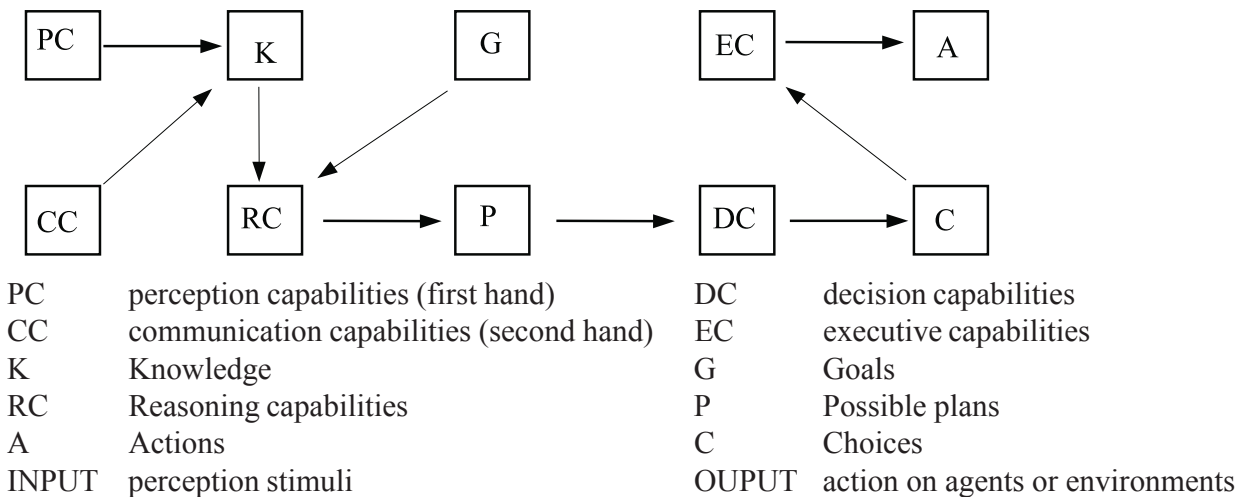 PC K G EC A
CC RC P DC C
PC perception capabilities (first hand) DC decision capabilities
CC communication capabilities (second hand) EC executive capabilities
K Knowledge G Goals
RC Reasoning capabilities P Possible plans
A Actions C Choices
INPUT perception stimuli OUPUT action on agents or environments